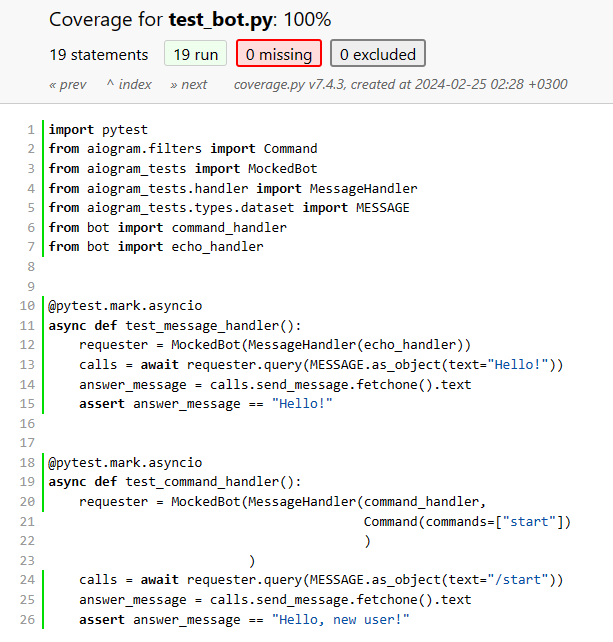 Coverage for test_bot.py: 100%
19 statements 19 run 0 missing 0 excluded
« prev ^ index » next coverage.py v7.4.3, created at 2024-02-25 02:28 +0300
1 import pytest
2 from aiogram.filters import Command
3 from aiogram_tests import MockedBot
4 from aiogram_tests.handler import MessageHandler
5 from aiogram_tests.types.dataset import MESSAGE
6 from bot import command_handler
7 from bot import echo_handler
8
9
10 @pytest.mark.asyncio
11 async def test_message_handler():
12     requester = MockedBot(MessageHandler(echo_handler))
13     calls = await requester.query(MESSAGE.as_object(text="Hello!"))
14     answer_message = calls.send_message.fetchone().text
15     assert answer_message == "Hello!"
16
17
18 @pytest.mark.asyncio
19 async def test_command_handler():
20     requester = MockedBot(MessageHandler(command_handler,
21                                          Command(commands=["start"])
22                                          )
23                           )
24     calls = await requester.query(MESSAGE.as_object(text="/start"))
25     answer_message = calls.send_message.fetchone().text
26     assert answer_message == "Hello, new user!"